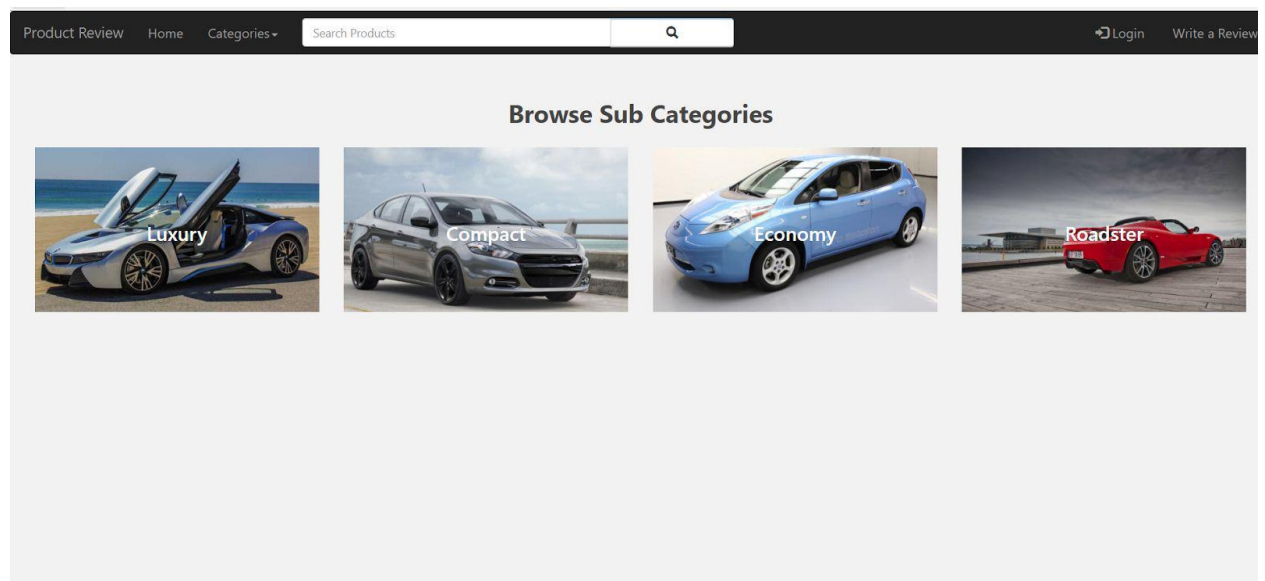 Product Review Home Categories Search Products Login Write a Review
Browse Sub Categories
Luxury Compact Economy Roadster